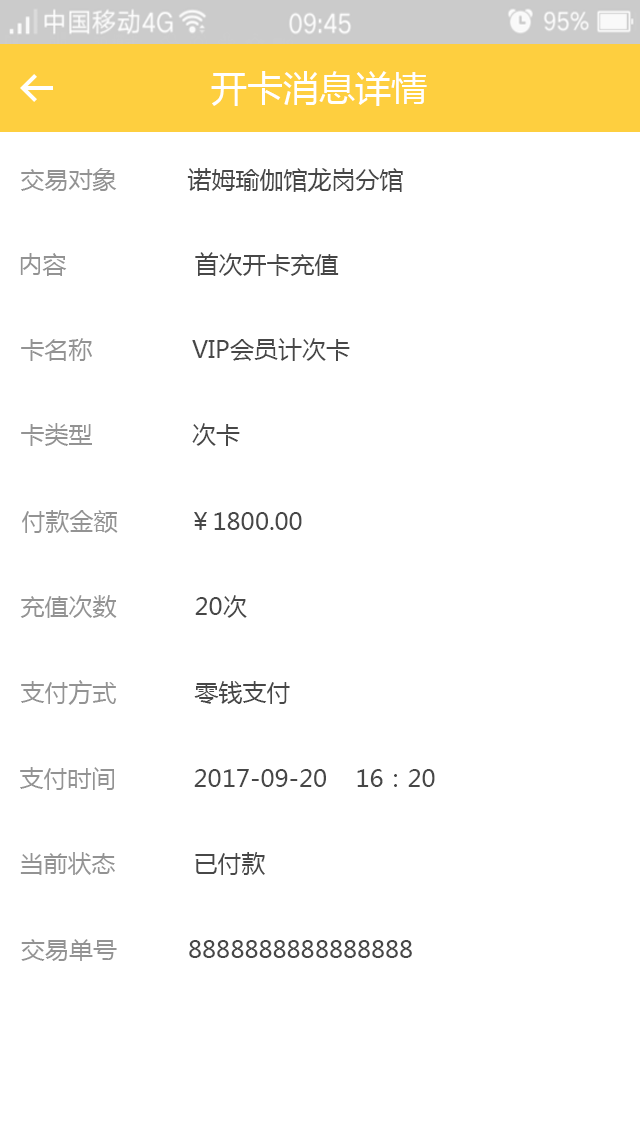 中国移动4G 09:45 95%
开卡消息详情
交易对象 诺姆瑜伽馆龙岗分馆
内容 首次开卡充值
卡名称 VIP会员计次卡
卡类型 次卡
付款金额 ¥1800.00
充值次数 20次
支付方式 零钱支付
支付时间 2017-09-20 16：20
当前状态 已付款
交易单号 8888888888888888